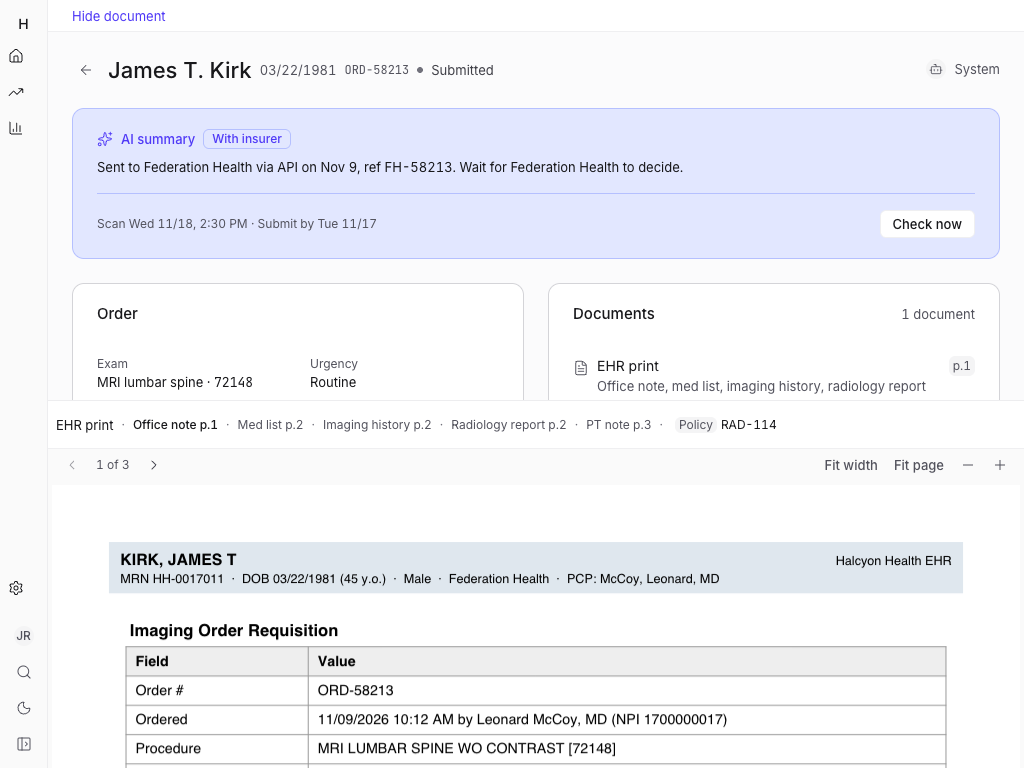 Hide document
H
James T. Kirk 03/22/1981 ORD-58213 ● Submitted
System
AI summary With insurer
Sent to Federation Health via API on Nov 9, ref FH-58213. Wait for Federation Health to decide.
Scan Wed 11/18, 2:30 PM · Submit by Tue 11/17
Check now
Order
Exam Urgency
MRI lumbar spine · 72148 Routine
Documents 1 document
EHR print p.1
Office note, med list, imaging history, radiology report
EHR print · Office note p.1 · Med list p.2 · Imaging history p.2 · Radiology report p.2 · PT note p.3 · Policy RAD-114
1 of 3 Fit width Fit page
KIRK, JAMES T Halcyon Health EHR
MRN HH-0017011 · DOB 03/22/1981 (45 y.o.) · Male · Federation Health · PCP: McCoy, Leonard, MD
Imaging Order Requisition
Field Value
Order # ORD-58213
Ordered 11/09/2026 10:12 AM by Leonard McCoy, MD (NPI 1700000017)
Procedure MRI LUMBAR SPINE WO CONTRAST [72148]
JR